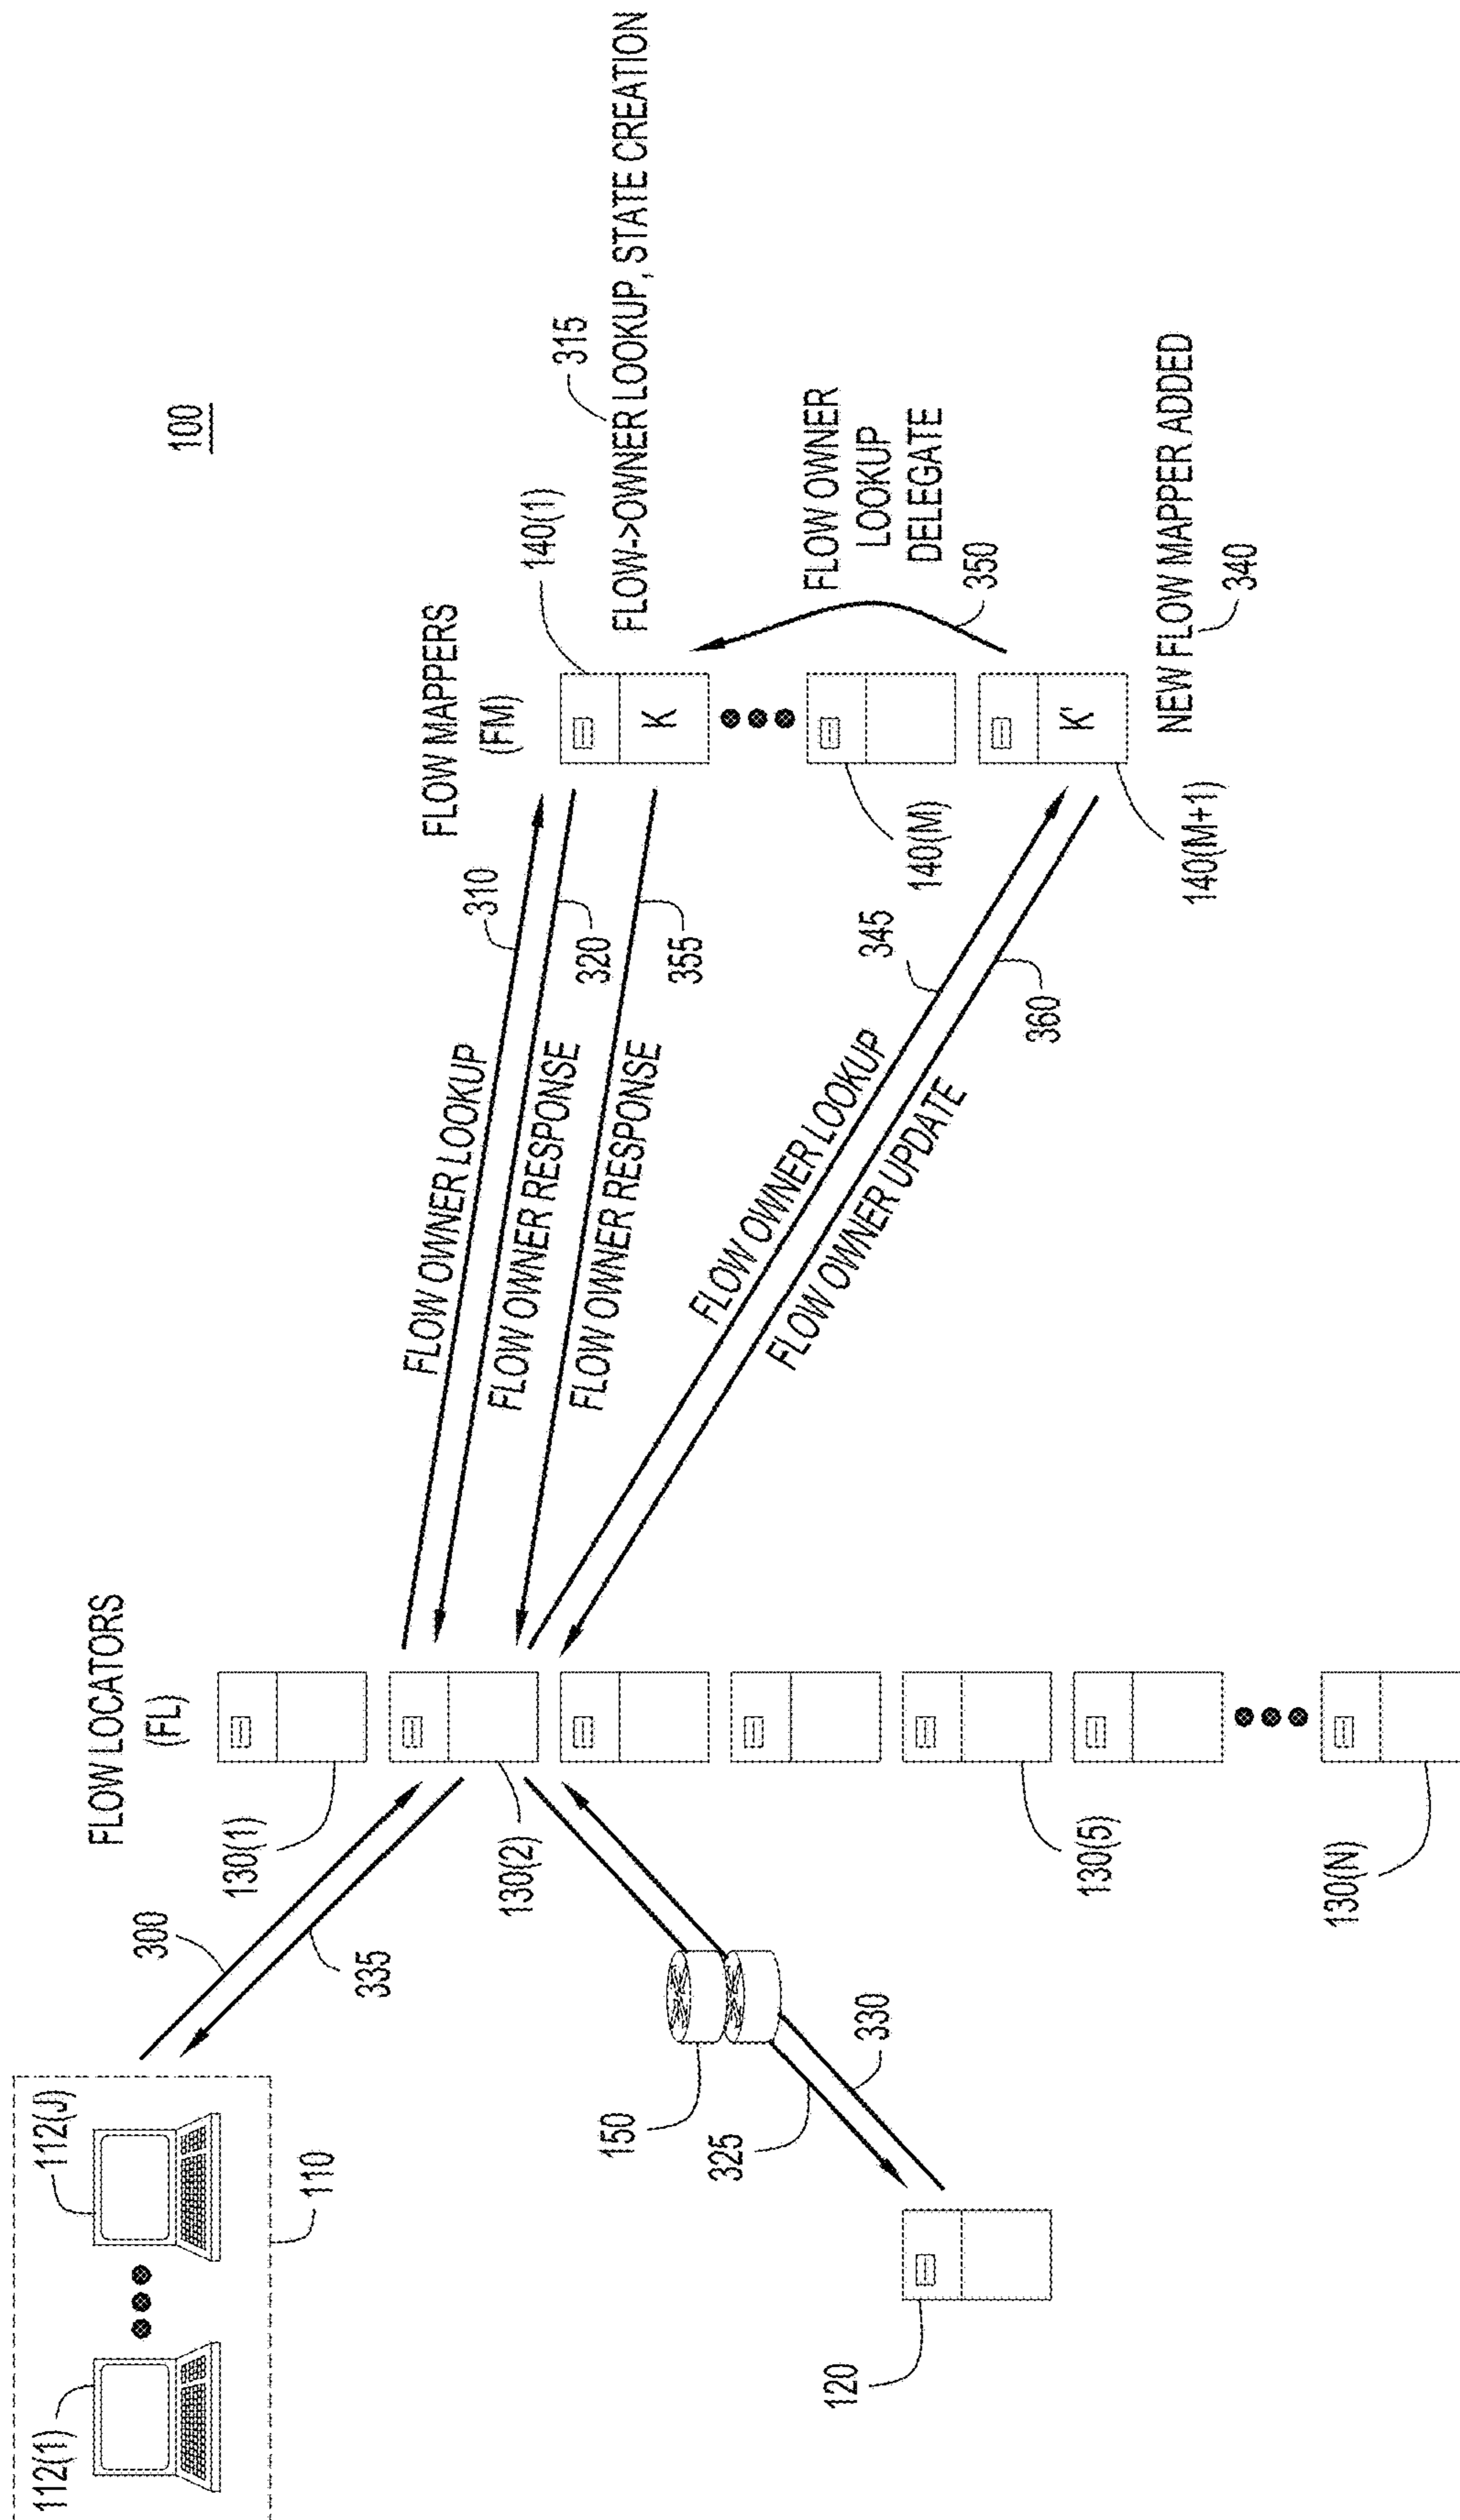 100
112(1)
112(J)
110
300
335
150
325
330
120
FLOW LOCATORS
(FL)
130(1)
130(2)
130(5)
130(N)
FLOW OWNER LOOKUP
310
FLOW OWNER RESPONSE
320
FLOW OWNER RESPONSE
355
FLOW OWNER LOOKUP
345
FLOW OWNER UPDATE
360
FLOW MAPPERS
(FM)
140(1)
K
315
FLOW->OWNER LOOKUP, STATE CREATION
140(M)
FLOW OWNER
LOOKUP
DELEGATE
350
K'
140(M+1)
NEW FLOW MAPPER ADDED
340